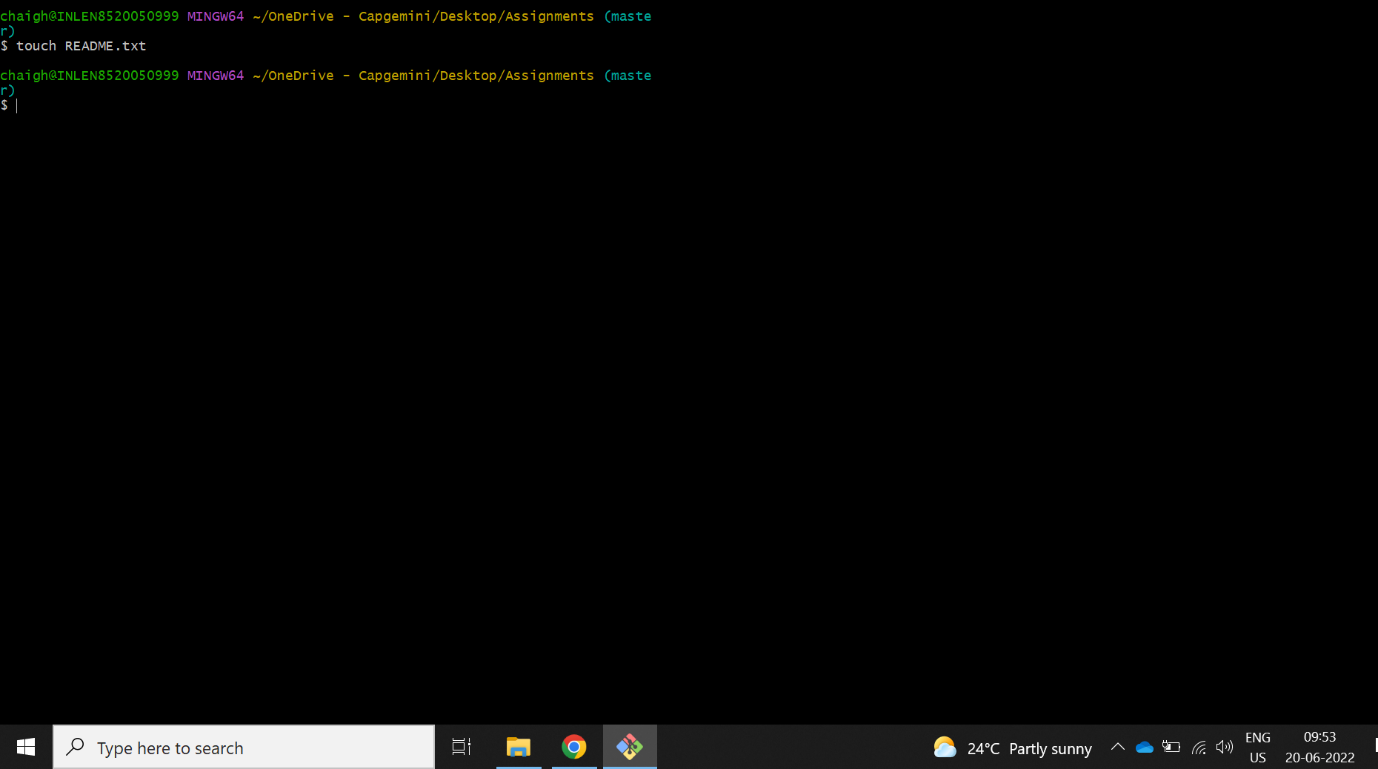 chaigh@INLEN8520050999 MINGW64 ~/OneDrive - Capgemini/Desktop/Assignments (maste
r)
$ touch README.txt
chaigh@INLEN8520050999 MINGW64 ~/OneDrive - Capgemini/Desktop/Assignments (maste
r)
$
Type here to search
24°C Partly sunny
ENG
US
09:53
20-06-2022